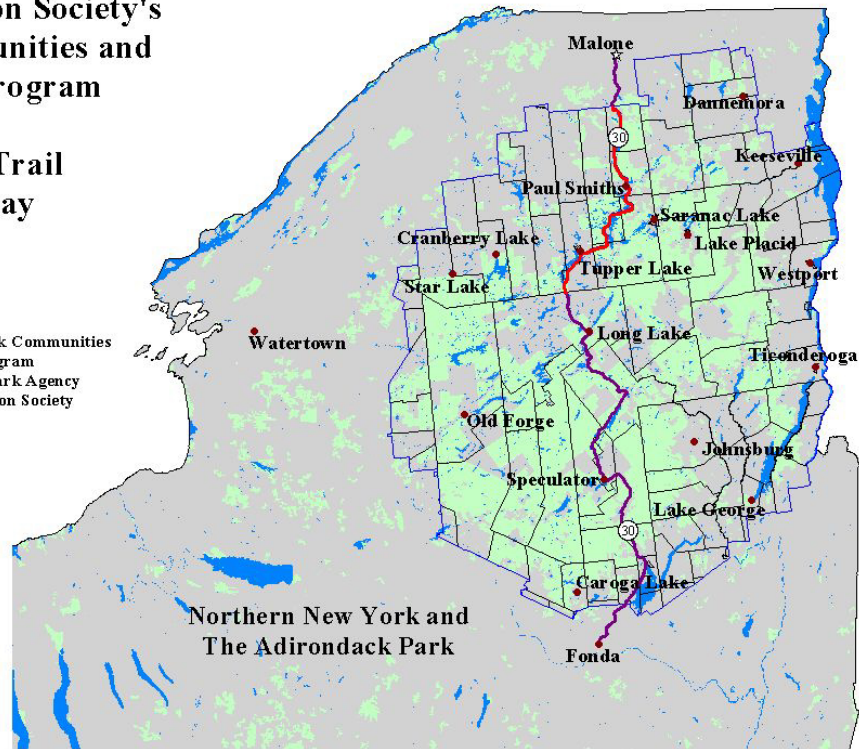 on Society's
unities and
rogram
Trail
ay
k Communities
gram
ark Agency
on Society
Malone
Dannemora
30
Keeseville
Paul Smiths
Saranac Lake
Cranberry Lake
Lake Placid
Tupper Lake
Westport
Star Lake
Watertown
Long Lake
Ticonderoga
Old Forge
Johnsburg
Speculator
Lake George
30
Caroga Lake
Northern New York and
The Adirondack Park
Fonda